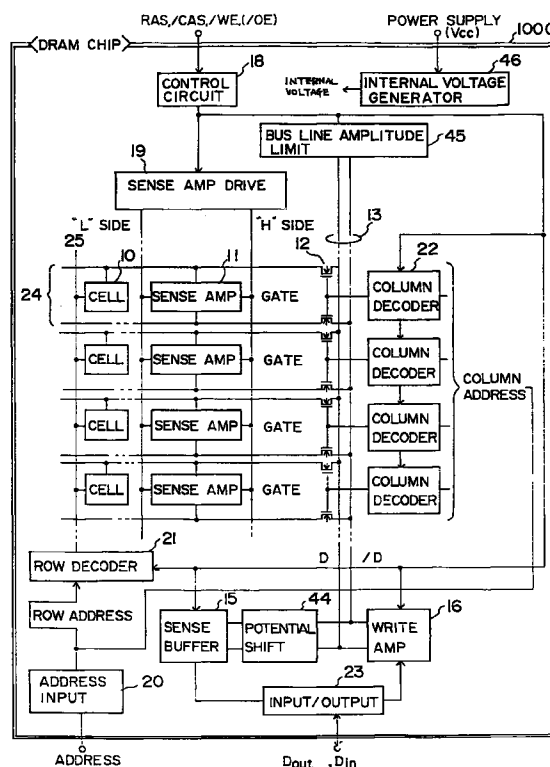 RAS,/CAS,/WE,(/OE)
POWER SUPPLY
(Vcc)
DRAM CHIP
1000
18
46
CONTROL
CIRCUIT
INTERNAL
VOLTAGE
INTERNAL VOLTAGE
GENERATOR
BUS LINE AMPLITUDE
LIMIT
45
19
SENSE AMP DRIVE
"L" SIDE
"H" SIDE
13
25
10
11
12
22
24
CELL
SENSE AMP
GATE
COLUMN
DECODER
CELL
SENSE AMP
GATE
COLUMN
DECODER
COLUMN
ADDRESS
CELL
SENSE AMP
GATE
COLUMN
DECODER
CELL
SENSE AMP
GATE
COLUMN
DECODER
21
ROW DECODER
D
/D
15
44
16
ROW ADDRESS
SENSE
BUFFER
POTENTIAL
SHIFT
WRITE
AMP
ADDRESS
INPUT
20
23
INPUT/OUTPUT
ADDRESS
Dout ,Din